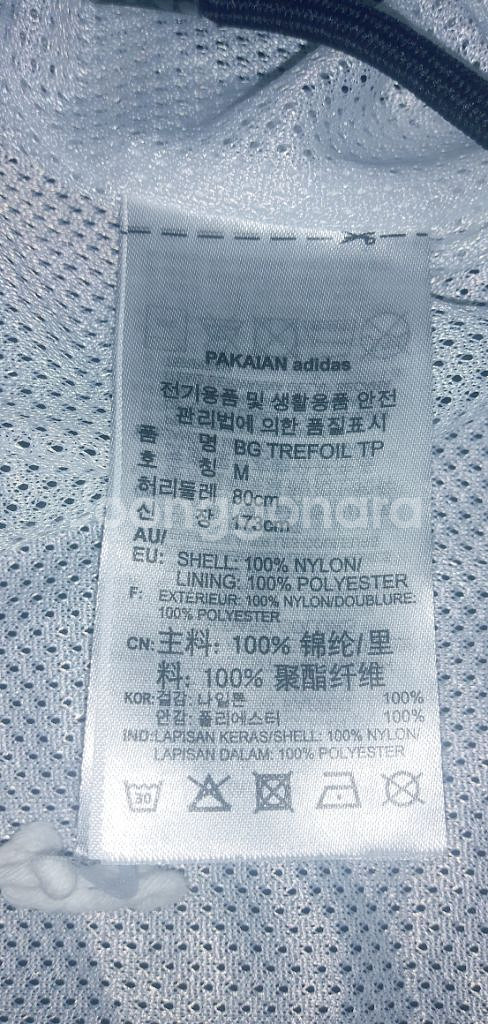 PAKAIAN adidas
전기용품 및 생활용품 안전
관리법에 의한 품질표시
품 명 BG TREFOIL TP
호 칭 M
허리둘레 80cm
신 장 173cm
AU/
EU: SHELL: 100% NYLON/
LINING: 100% POLYESTER
F: EXTÉRIEUR: 100% NYLON/DOUBLURE:
100% POLYESTER
CN: 主料: 100% 锦纶/里
料: 100% 聚酯纤维
KOR: 겉감: 나일론 100%
안감: 폴리에스터 100%
IND: LAPISAN KERAS/SHELL: 100% NYLON/
LAPISAN DALAM: 100% POLYESTER
30